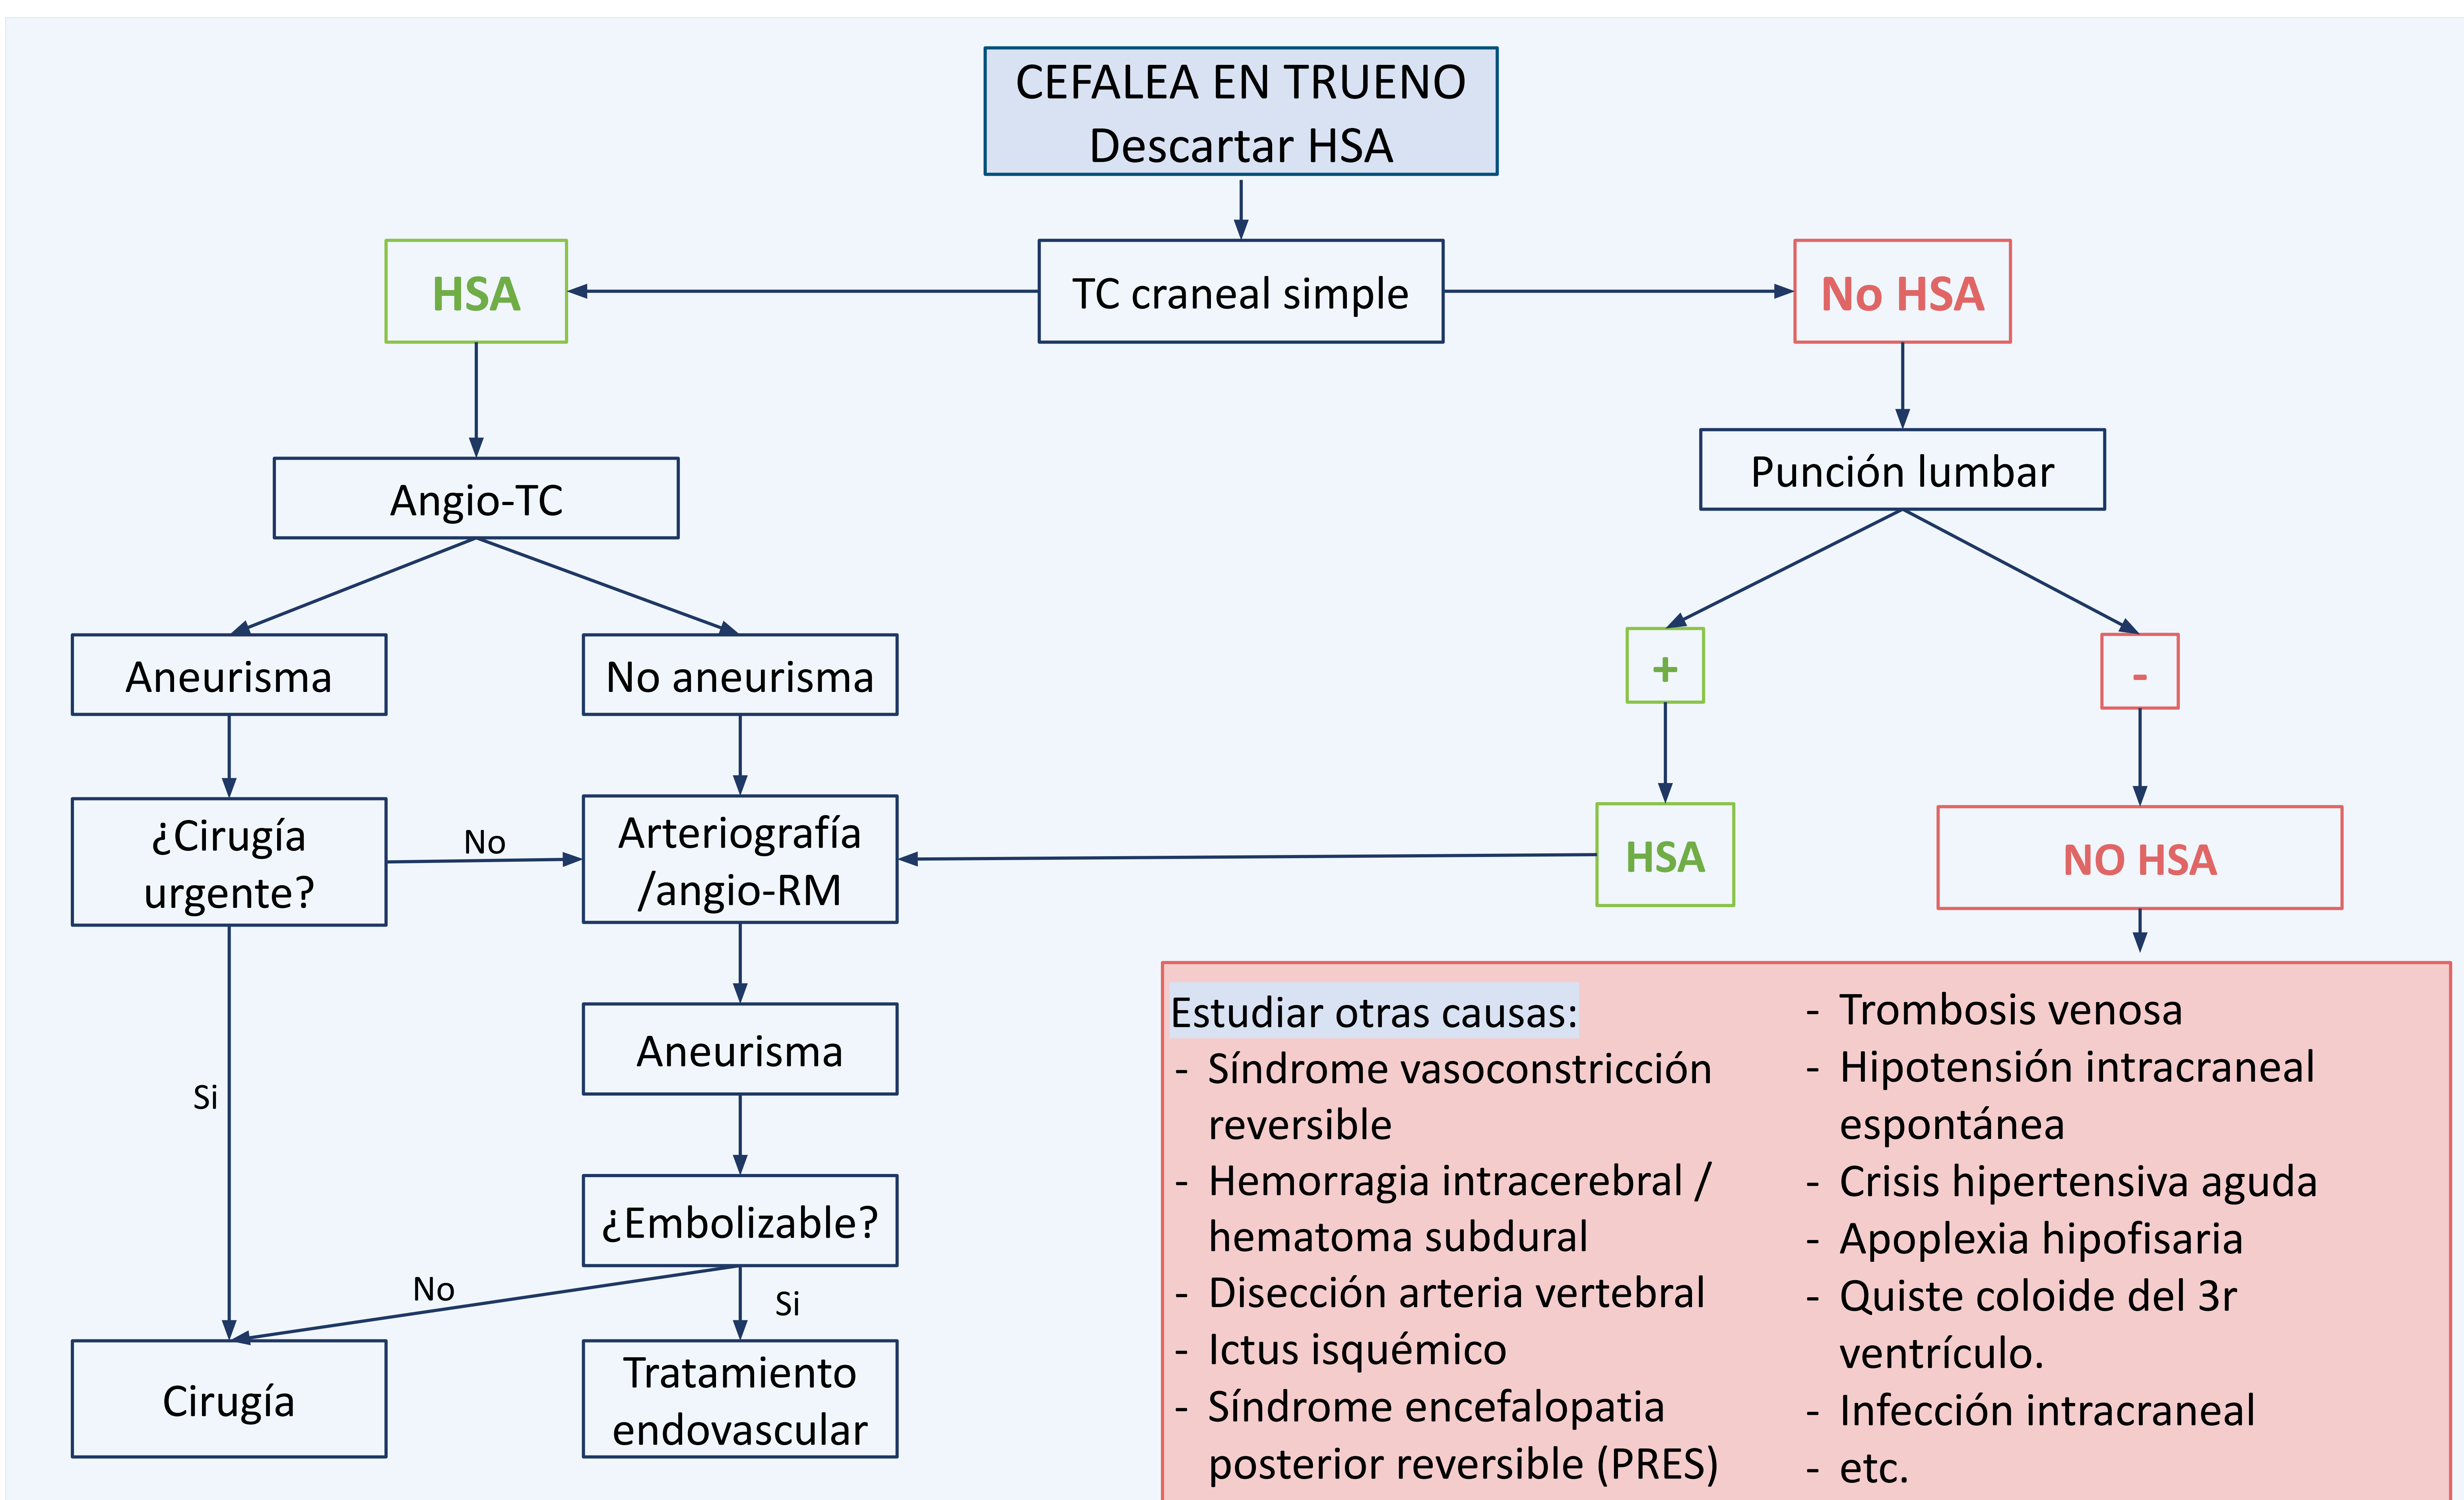 CEFALEA EN TRUENO
Descartar HSA
HSA
TC craneal simple
No HSA
Angio-TC
Punción lumbar
Aneurisma
No aneurisma
+
-
¿Cirugía
urgente?
No
Arteriografía
/angio-RM
HSA
NO HSA
Aneurisma
Si
¿Embolizable?
No
Si
Cirugía
Tratamiento
endovascular
Estudiar otras causas:
- Síndrome vasoconstricción
reversible
- Hemorragia intracerebral /
hematoma subdural
- Disección arteria vertebral
- Ictus isquémico
- Síndrome encefalopatia
posterior reversible (PRES)
- Trombosis venosa
- Hipotensión intracraneal
espontánea
- Crisis hipertensiva aguda
- Apoplexia hipofisaria
- Quiste coloide del 3r
ventrículo.
- Infección intracraneal
- etc.